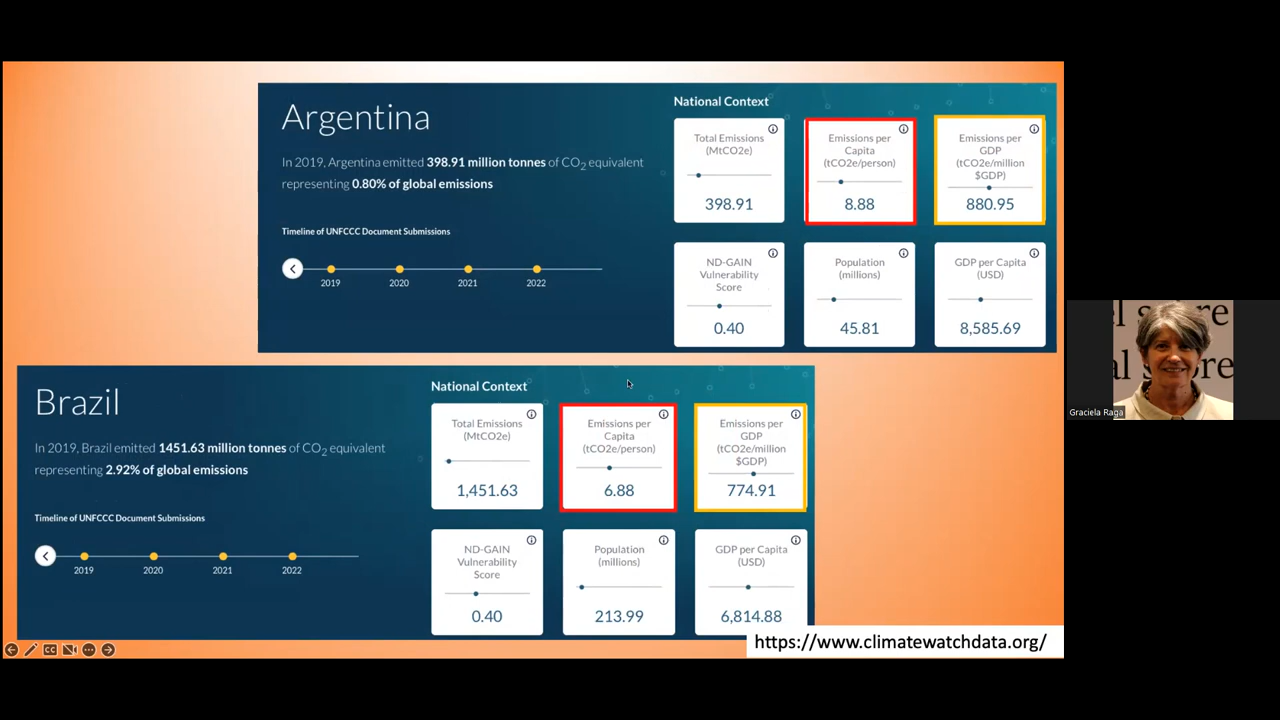 Argentina
In 2019, Argentina emitted 398.91 million tonnes of CO2 equivalent
representing 0.80% of global emissions
Timeline of UNFCCC Document Submissions
2019 2020 2021 2022
National Context
Total Emissions
(MtCO2e)
398.91
Emissions per
Capita
(tCO2e/person)
8.88
Emissions per
GDP
(tCO2e/million
$GDP)
880.95
ND-GAIN
Vulnerability
Score
0.40
Population
(millions)
45.81
GDP per Capita
(USD)
8,585.69
Brazil
In 2019, Brazil emitted 1451.63 million tonnes of CO2 equivalent
representing 2.92% of global emissions
Timeline of UNFCCC Document Submissions
2019 2020 2021 2022
National Context
Total Emissions
(MtCO2e)
1,451.63
Emissions per
Capita
(tCO2e/person)
6.88
Emissions per
GDP
(tCO2e/million
$GDP)
774.91
ND-GAIN
Vulnerability
Score
0.40
Population
(millions)
213.99
GDP per Capita
(USD)
6,814.88
https://www.climatewatchdata.org/
CC
Graciela Raga